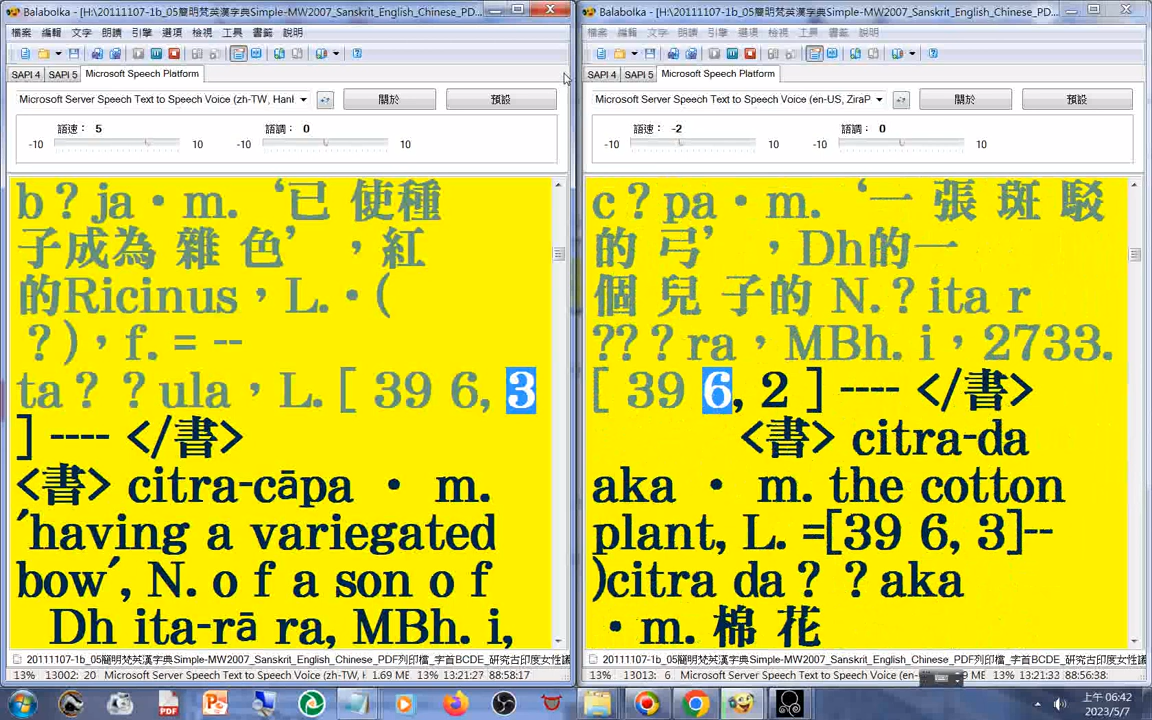 Balabolka - [H:\20111107-1b_05簡明梵英漢字典Simple-MW2007_Sanskrit_English_Chinese_PD...
檔案 編輯 文字 朗讀 引擎 選項 檢視 工具 書籤 說明
SAPI 4 SAPI 5 Microsoft Speech Platform
Microsoft Server Speech Text to Speech Voice (zh-TW, HanI 關於 預設
語速： 5 語調： 0
-10 10 -10 10
b？ja‧m.‘已 使種
子成為 雜 色’，紅
的Ricinus，L.‧(
?)，f. = --
ta？？ula，L. [ 39 6, 3
] ---- </書>
<書> citra-cāpa ‧ m.
´having a variegated
bow´, N. o f a son o f
Dh ita-rā ra, MBh. i,
20111107-1b_05簡明梵英漢字典Simple-MW2007_Sanskrit_English_Chinese_PDF列印檔_字首BCDE_研究古印度女性議
13% 13002: 20 Microsoft Server Speech Text to Speech Voice (zh-TW, H 1.69 MB 13% 13:21:27 88:58:17
Balabolka - [H:\20111107-1b_05簡明梵英漢字典Simple-MW2007_Sanskrit_English_Chinese_PD...
檔案 編輯 文字 朗讀 引擎 選項 檢視 工具 書籤 說明
SAPI 4 SAPI 5 Microsoft Speech Platform
Microsoft Server Speech Text to Speech Voice (en-US, ZiraP 關於 預設
語速： -2 語調： 0
-10 10 -10 10
c？pa‧m.‘一 張 斑 駁
的 弓’，Dh的一
個 兒 子的 N.？ita r
???ra，MBh. i，2733.
[ 39 6, 2 ] ---- </書>
<書> citra-da
aka ‧ m. the cotton
plant, L. =[39 6, 3]--
)citra da？？aka
‧m. 棉 花
20111107-1b_05簡明梵英漢字典Simple-MW2007_Sanskrit_English_Chinese_PDF列印檔_字首BCDE_研究古印度女性議
13% 13013: 6 Microsoft Server Speech Text to Speech Voice 13% 13:21:33 88:56:38
上午 06:42
2023/5/7